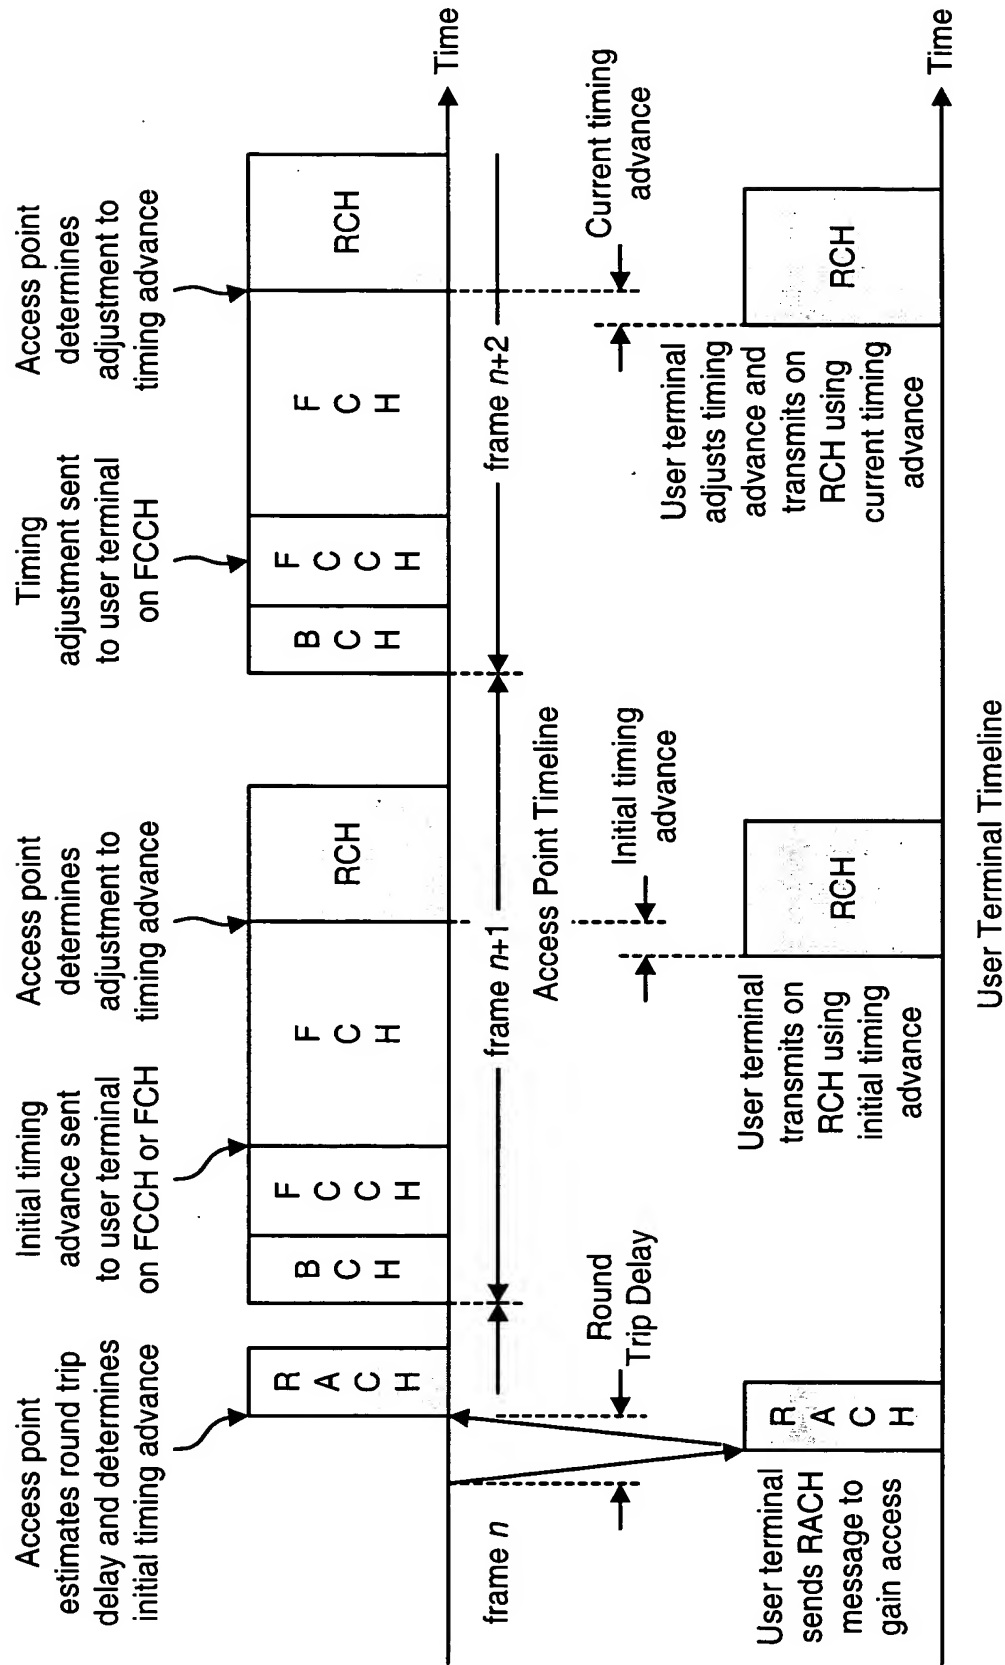 Access point
estimates round trip
delay and determines
initial timing advance
Initial timing
advance sent
to user terminal
on FCCH or FCH
Access point
determines
adjustment to
timing advance
Timing
adjustment sent
to user terminal
on FCCH
Access point
determines
adjustment to
timing advance
R
A
C
H
B
C
H
F
C
C
H
F
C
H
RCH
B
C
H
F
C
C
H
F
C
H
RCH
Time
frame n
frame n+1
frame n+2
Access Point Timeline
Round
Trip Delay
Initial timing
advance
Current timing
advance
User terminal
sends RACH
message to
gain access
R
A
C
H
User terminal
transmits on
RCH using
initial timing
advance
RCH
User terminal
adjusts timing
advance and
transmits on
RCH using
current timing
advance
RCH
Time
User Terminal Timeline